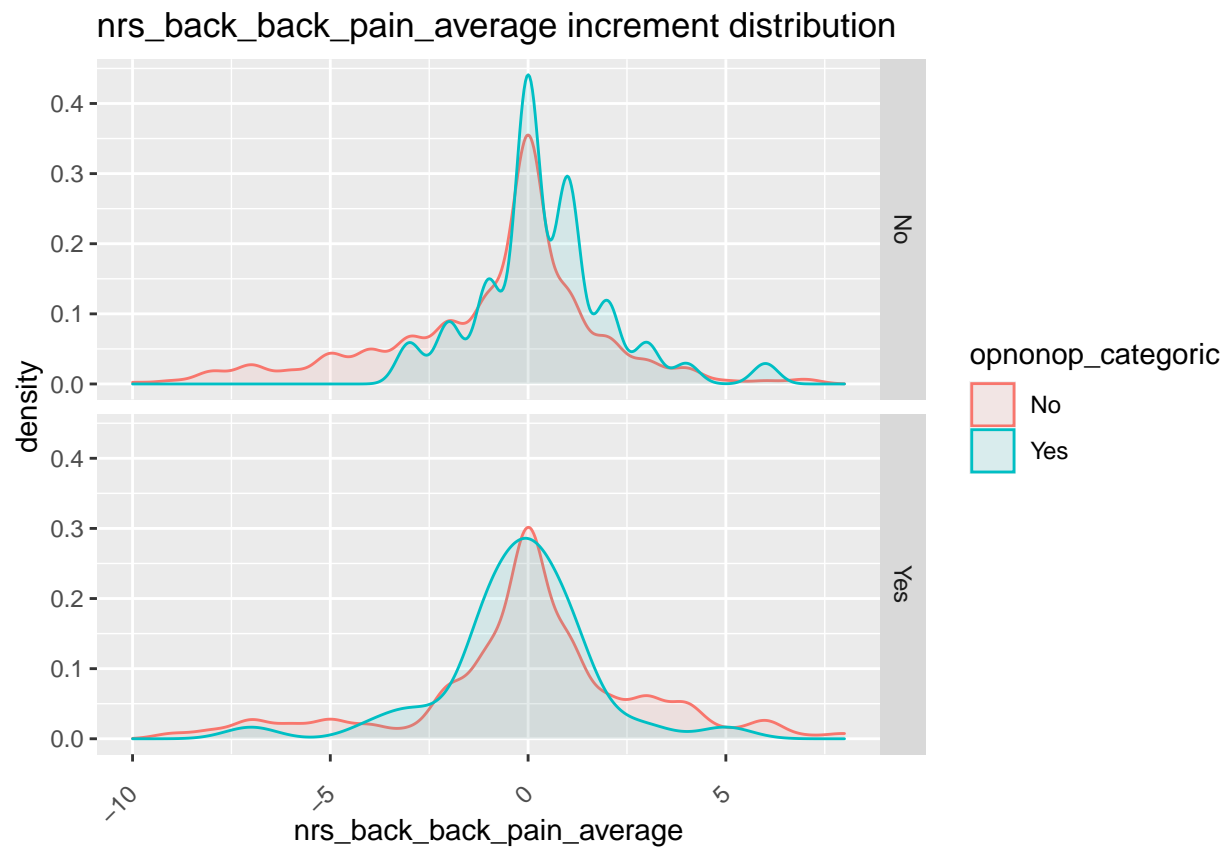 nrs_back_back_pain_average increment distribution
density
0.4
0.3
0.2
0.1
0.0
No
0.4
0.3
0.2
0.1
0.0
Yes
−10
−5
0
5
nrs_back_back_pain_average
opnonop_categoric
No
Yes